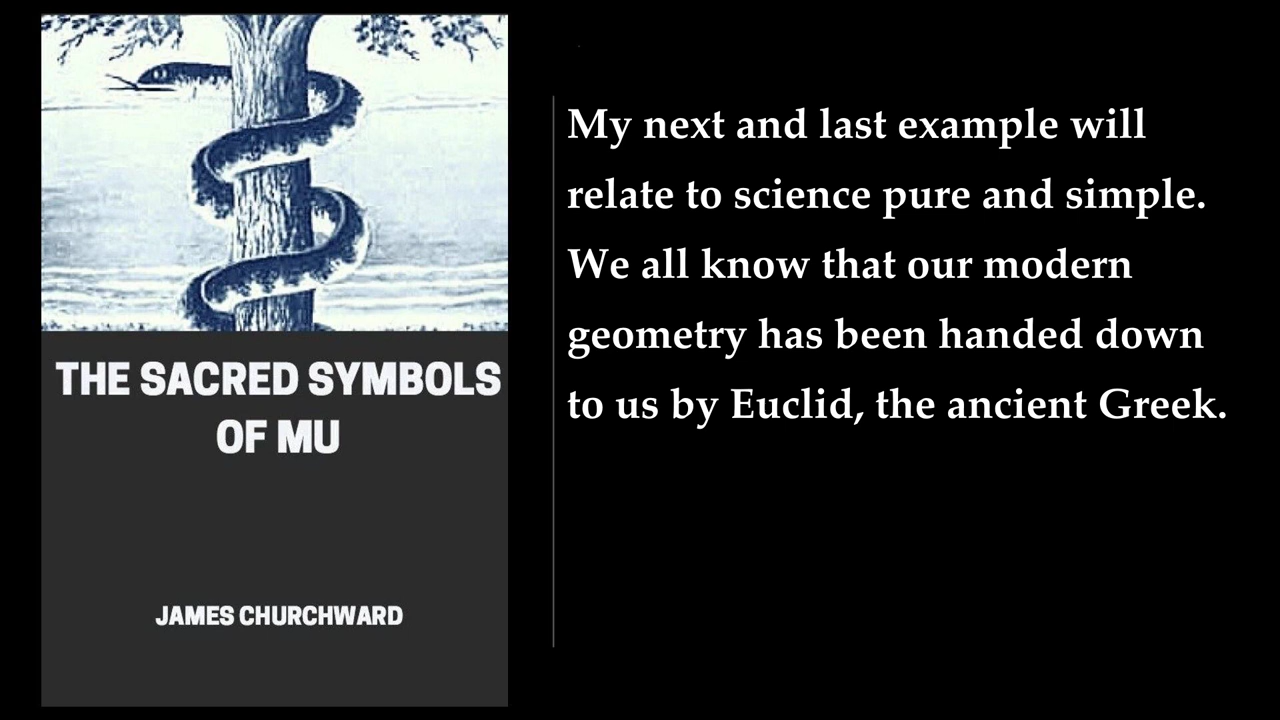 THE SACRED SYMBOLS
OF MU
JAMES CHURCHWARD
My next and last example will
relate to science pure and simple.
We all know that our modern
geometry has been handed down
to us by Euclid, the ancient Greek.